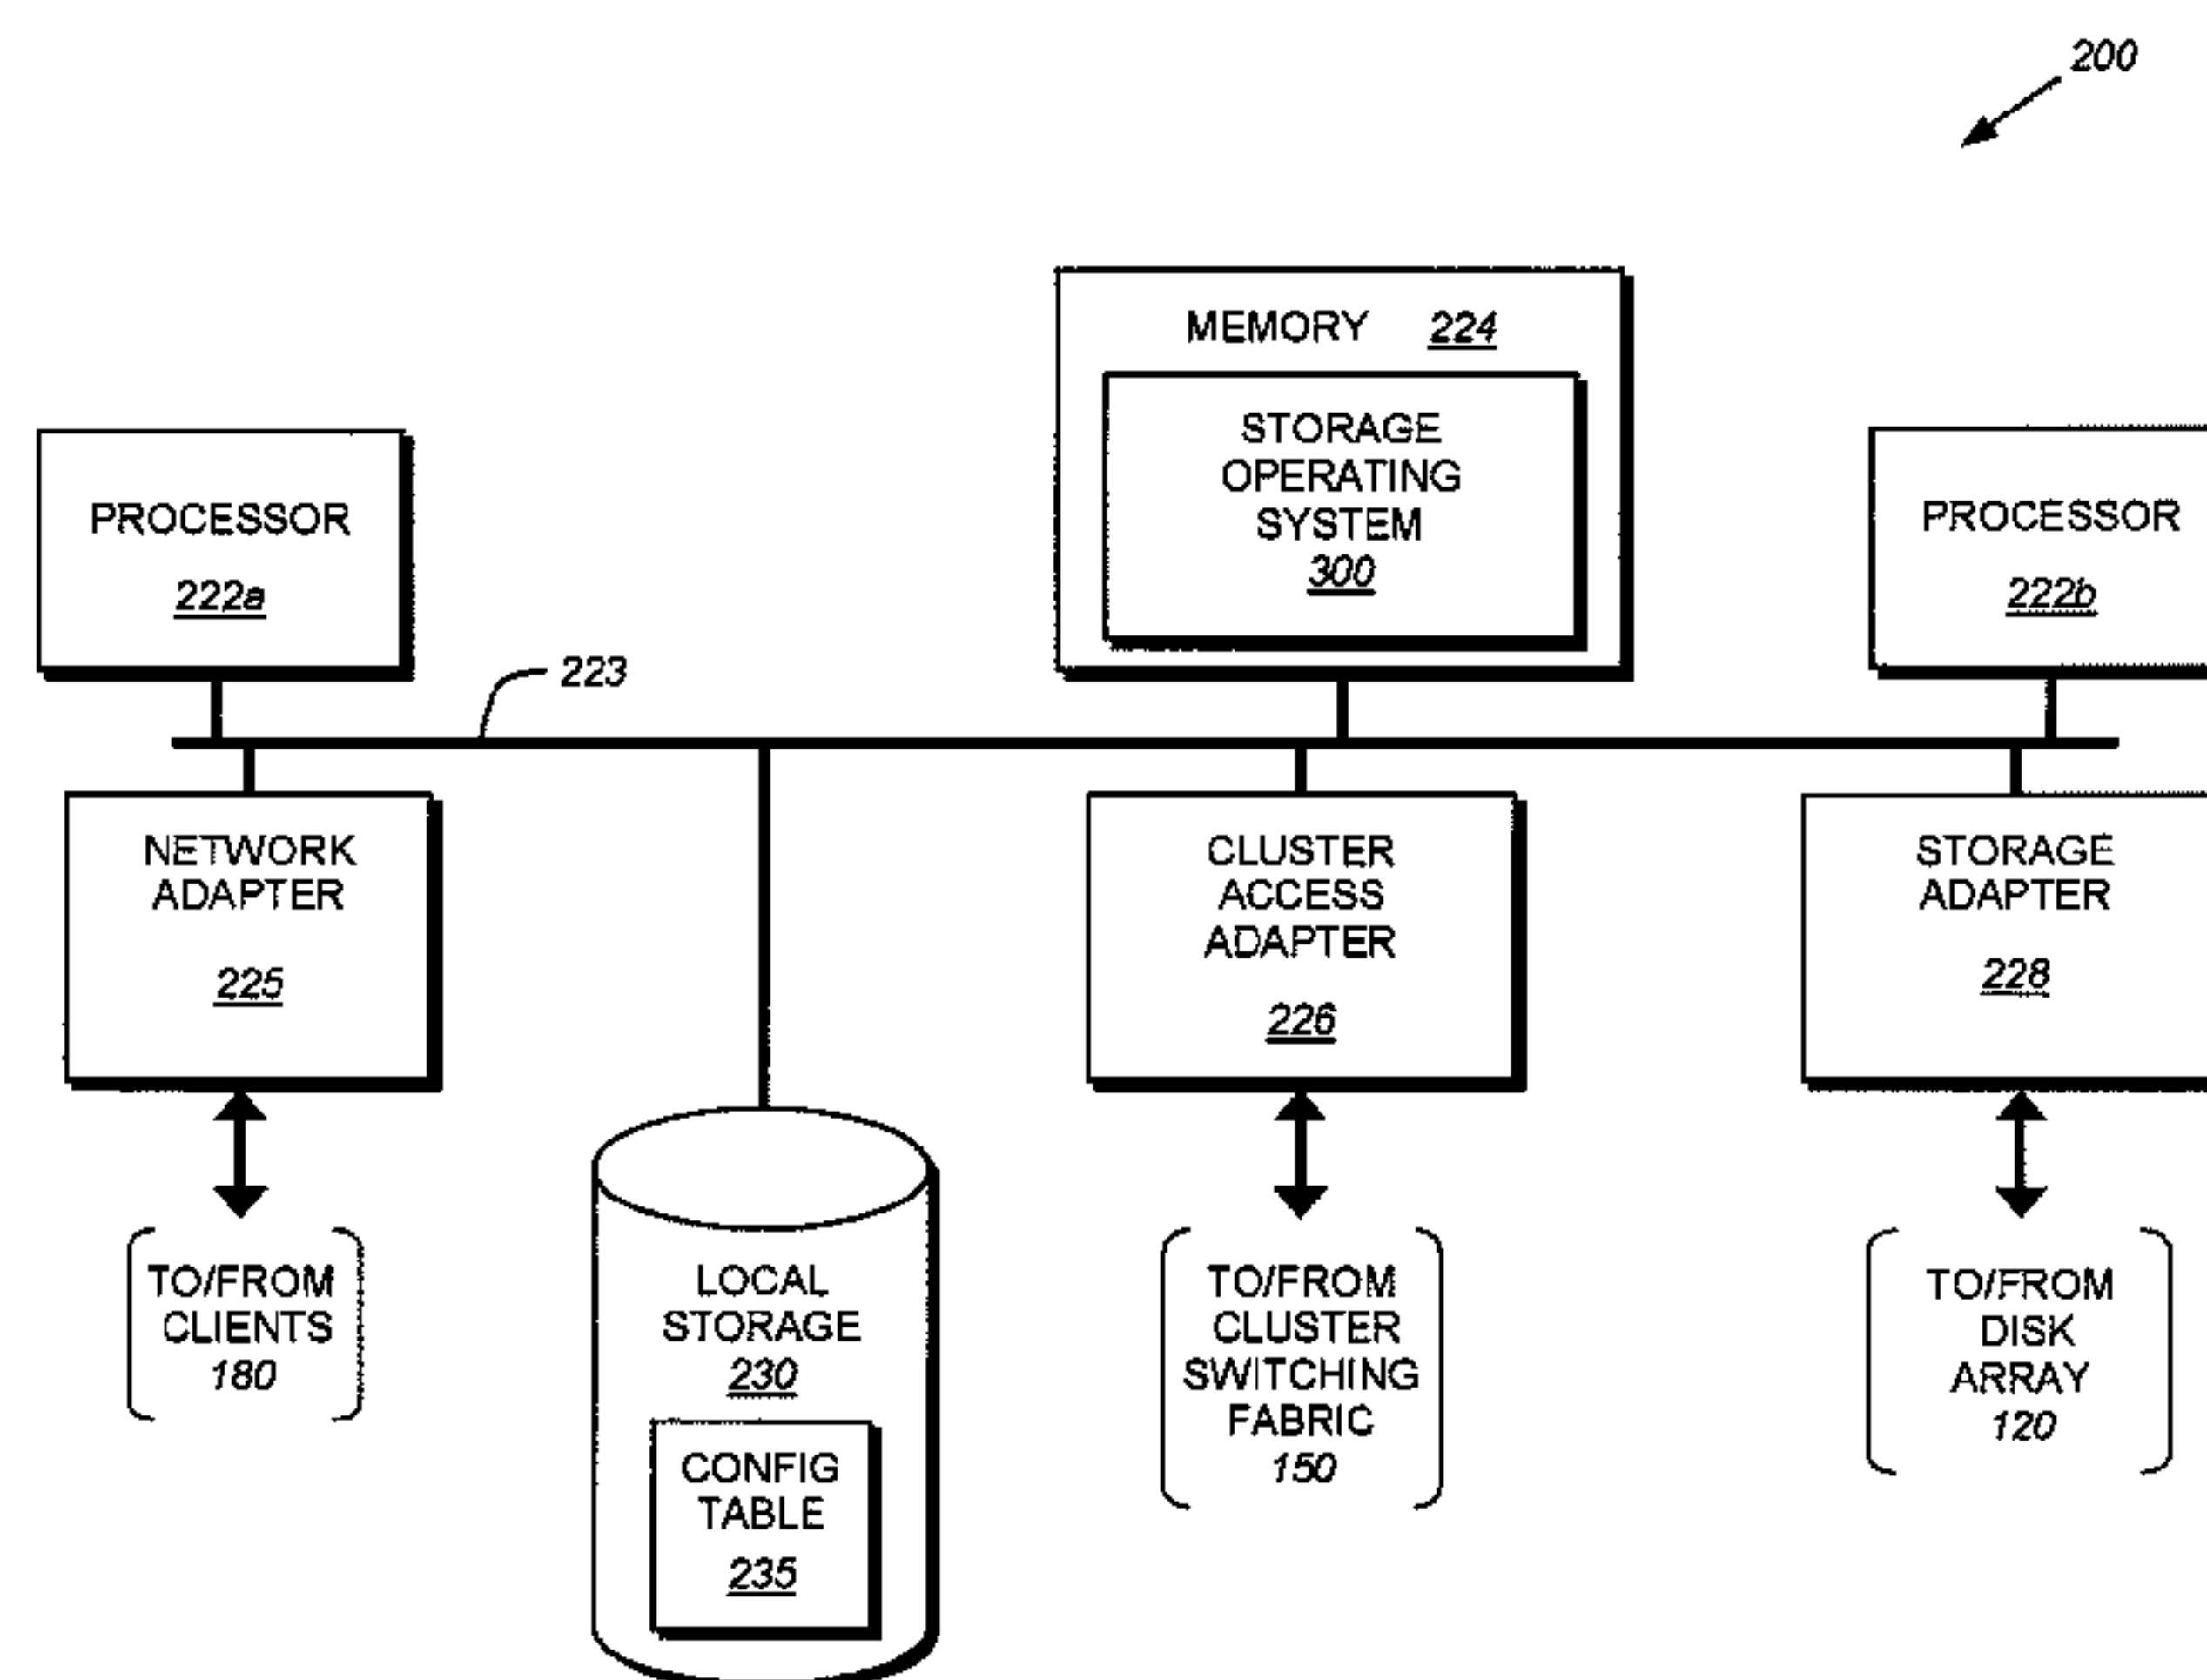 200
MEMORY 224
STORAGE
OPERATING
SYSTEM
300
PROCESSOR
222a
PROCESSOR
222b
223
NETWORK
ADAPTER
225
CLUSTER
ACCESS
ADAPTER
226
STORAGE
ADAPTER
228
TO/FROM
CLIENTS
180
LOCAL
STORAGE
230
CONFIG
TABLE
235
TO/FROM
CLUSTER
SWITCHING
FABRIC
150
TO/FROM
DISK
ARRAY
120